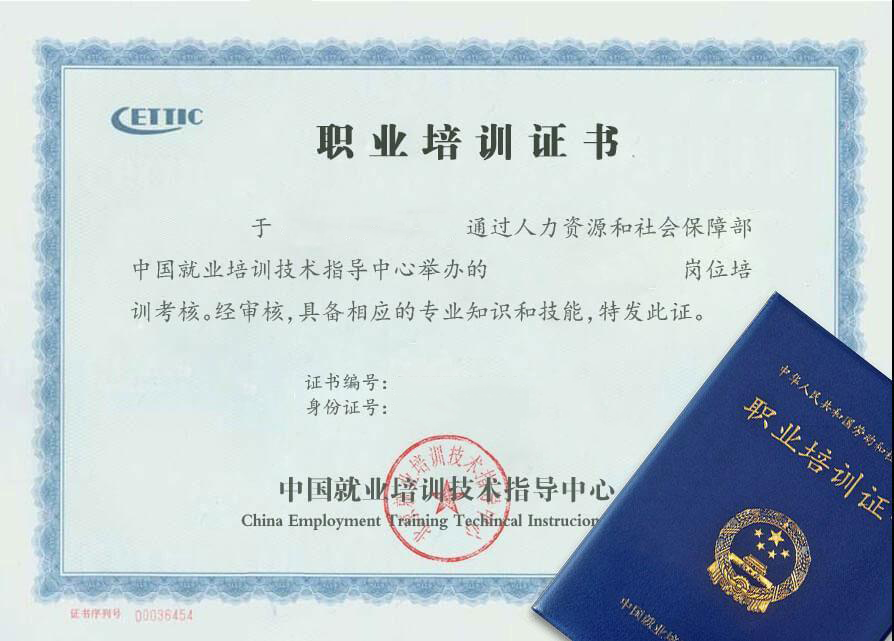 CETTIC
职业培训证书
于 通过人力资源和社会保障部
中国就业培训技术指导中心举办的 岗位培
训考核。经审核,具备相应的专业知识和技能,特发此证。
证书编号:
身份证号:
中国就业培训技术指导中心
China Employment Training Techincal Instrucion
业培训技术指
中心
证书序列号 00036454
中华人民共和国劳动和社
职业培训证
中国就业培